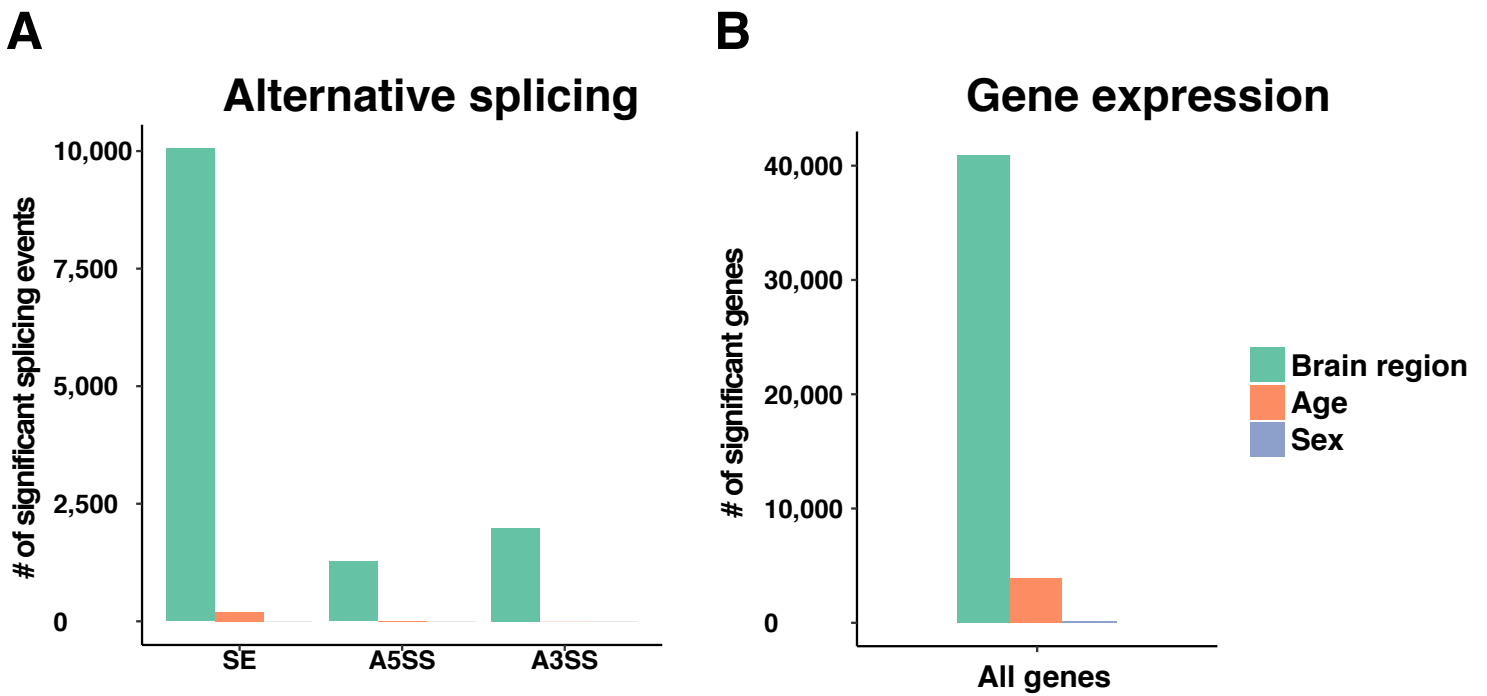 A
Alternative splicing
# of significant splicing events
10,000
7,500
5,000
2,500
0
SE
A5SS
A3SS
B
Gene expression
# of significant genes
40,000
30,000
20,000
10,000
0
All genes
Brain region
Age
Sex